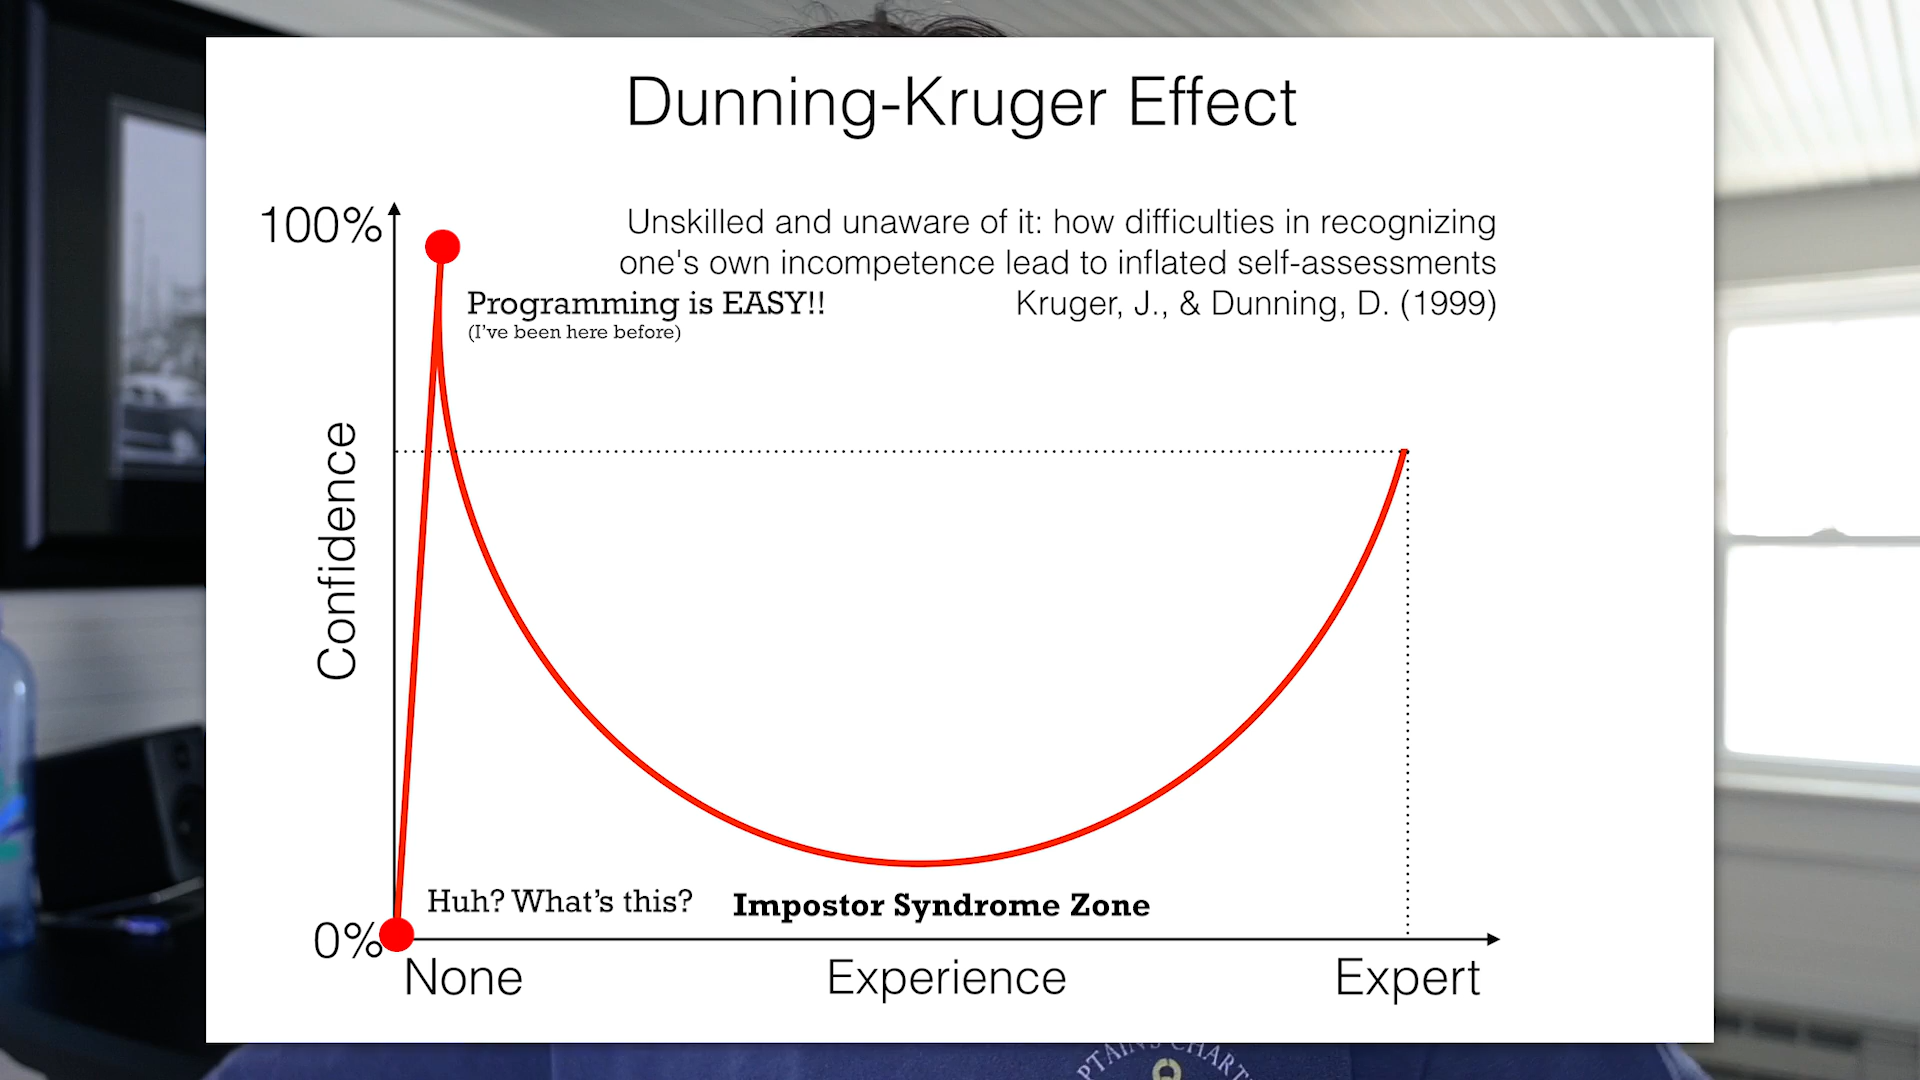 Dunning-Kruger Effect
100%
Unskilled and unaware of it: how difficulties in recognizing
one's own incompetence lead to inflated self-assessments
Kruger, J., & Dunning, D. (1999)
Programming is EASY!!
(I've been here before)
Confidence
Huh? What's this?
Impostor Syndrome Zone
0%
None
Experience
Expert